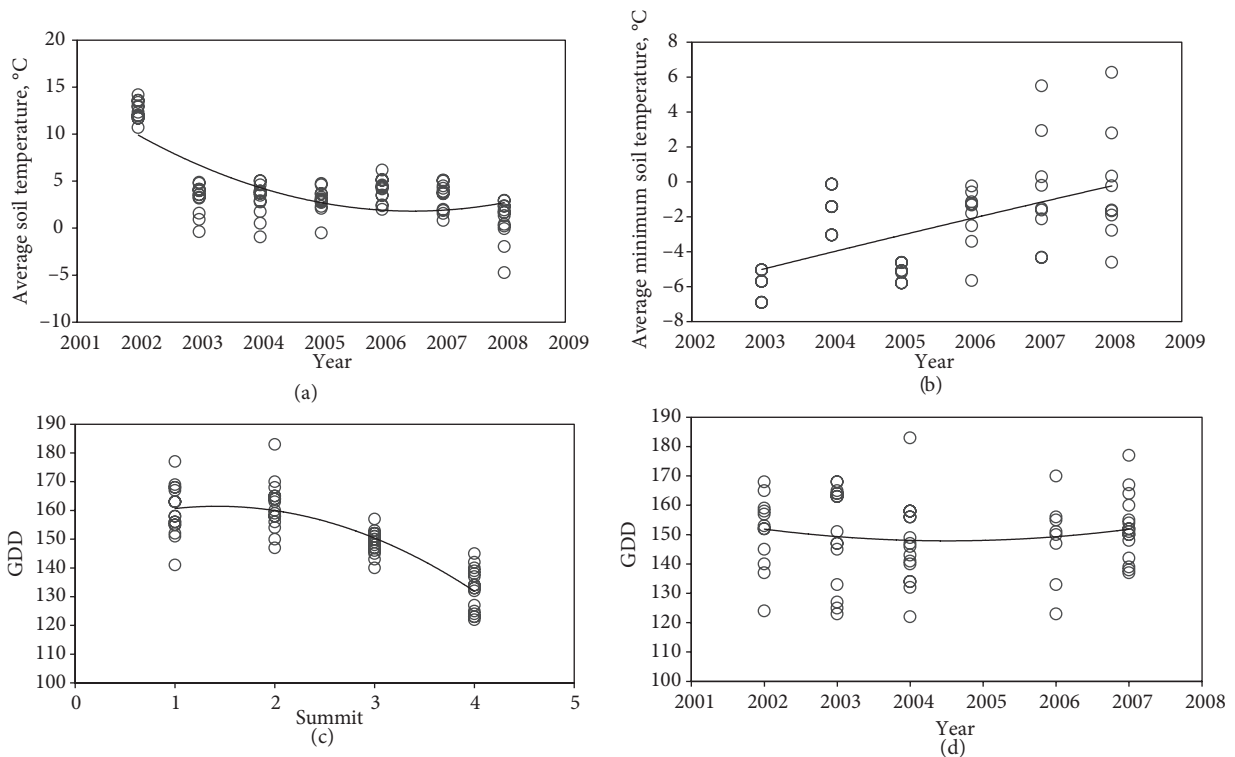 20
15
10
5
0
−5
−10
Average soil temperature, °C
2001 2002 2003 2004 2005 2006 2007 2008 2009
Year
(a)
8
6
4
2
0
−2
−4
−6
−8
Average minimum soil temperature, °C
2002 2003 2004 2005 2006 2007 2008 2009
Year
(b)
190
180
170
160
150
140
130
120
110
100
GDD
0 1 2 3 4 5
Summit
(c)
190
180
170
160
150
140
130
120
110
100
GDD
2001 2002 2003 2004 2005 2006 2007 2008
Year
(d)